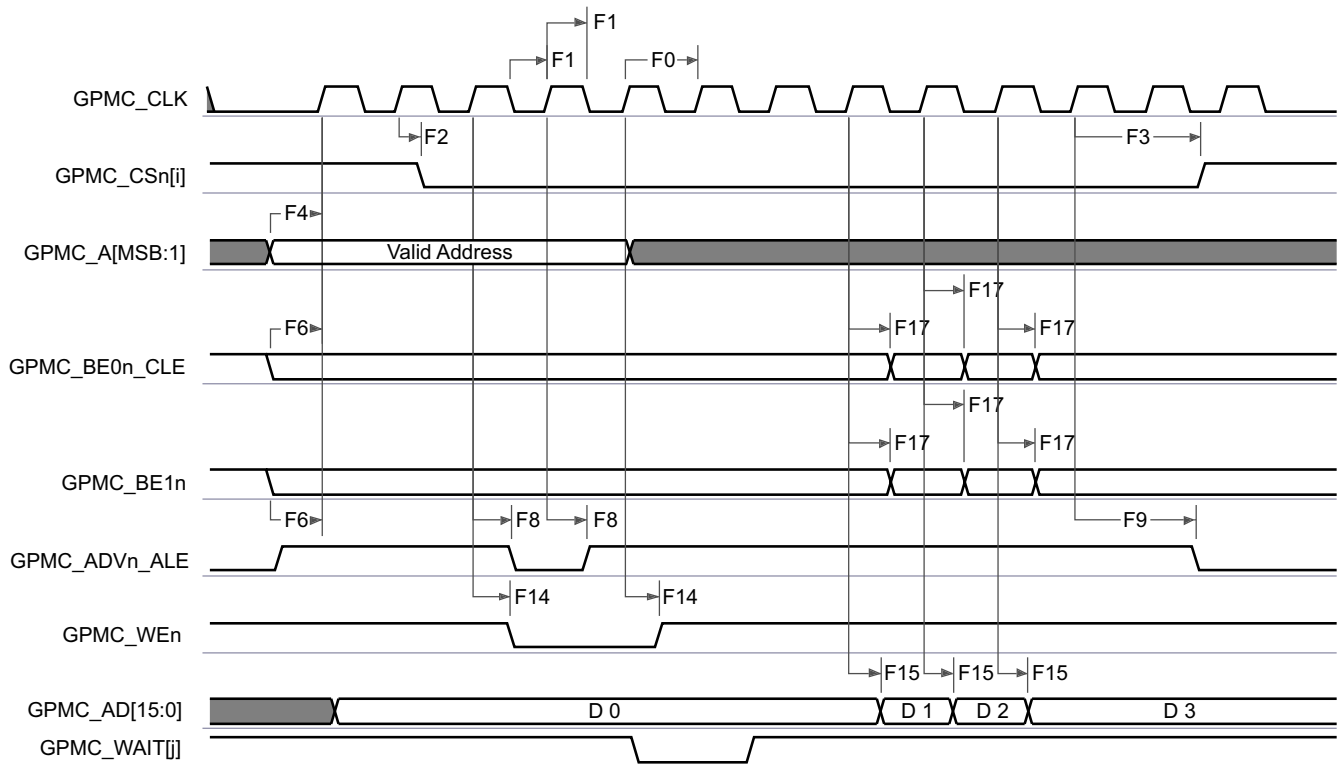 F1
F1
F0
GPMC_CLK
F2
F3
GPMC_CSn[i]
F4
GPMC_A[MSB:1]
Valid Address
F17
F6
F17
F17
GPMC_BE0n_CLE
F17
F17
F17
GPMC_BE1n
F6
F8
F8
F9
GPMC_ADVn_ALE
F14
F14
GPMC_WEn
F15
F15
F15
GPMC_AD[15:0]
D 0
D 1
D 2
D 3
GPMC_WAIT[j]